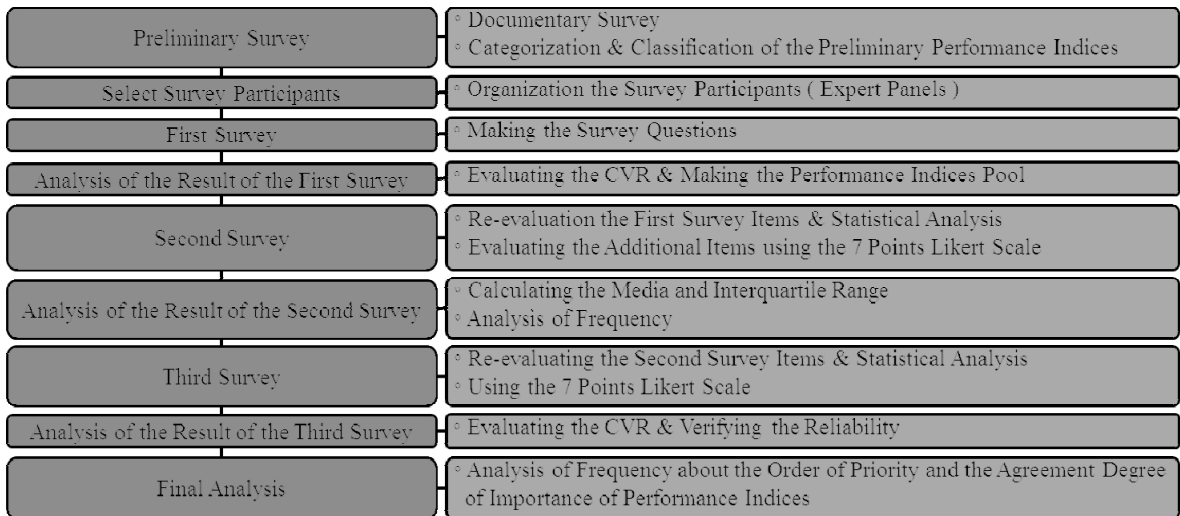 Preliminary Survey
◦ Documentary Survey
◦ Categorization & Classification of the Preliminary Performance Indices
Select Survey Participants
◦ Organization the Survey Participants ( Expert Panels )
First Survey
◦ Making the Survey Questions
Analysis of the Result of the First Survey
◦ Evaluating the CVR & Making the Performance Indices Pool
Second Survey
◦ Re-evaluation the First Survey Items & Statistical Analysis
◦ Evaluating the Additional Items using the 7 Points Likert Scale
Analysis of the Result of the Second Survey
◦ Calculating the Media and Interquartile Range
◦ Analysis of Frequency
Third Survey
◦ Re-evaluating the Second Survey Items & Statistical Analysis
◦ Using the 7 Points Likert Scale
Analysis of the Result of the Third Survey
◦ Evaluating the CVR & Verifying the Reliability
Final Analysis
◦ Analysis of Frequency about the Order of Priority and the Agreement Degree
of Importance of Performance Indices